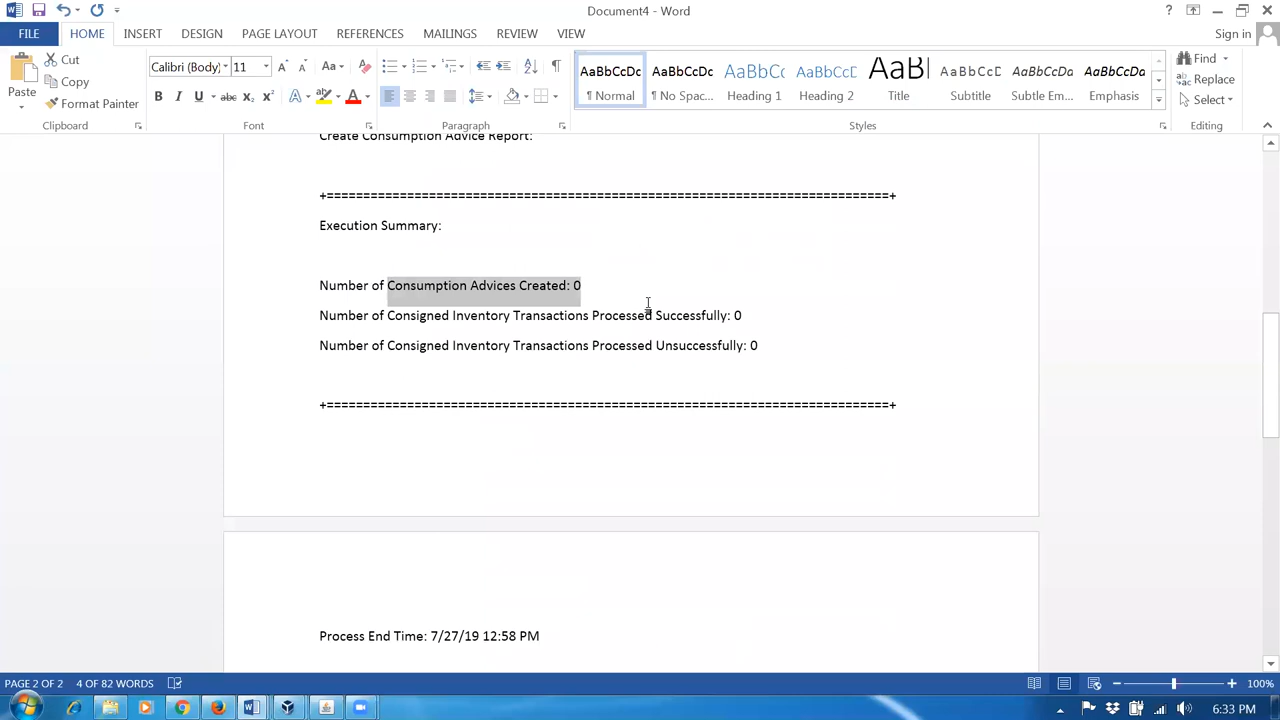 Document4 - Word
Sign in
FILE
HOME
INSERT
DESIGN
PAGE LAYOUT
REFERENCES
MAILINGS
REVIEW
VIEW
Paste
Cut
Copy
Format Painter
Clipboard
Calibri (Body)
11
Font
Paragraph
AaBbCcDc
¶ Normal
AaBbCcDc
¶ No Spac...
AaBbCc
Heading 1
AaBbCcD
Heading 2
AaBb
Title
AaBbCcD
Subtitle
AaBbCcDa
Subtle Em...
AaBbCcDa
Emphasis
Styles
Find
Replace
Select
Editing
Create Consumption Advice Report:
+=============================================================================+
Execution Summary:
Number of Consumption Advices Created: 0
Number of Consigned Inventory Transactions Processed Successfully: 0
Number of Consigned Inventory Transactions Processed Unsuccessfully: 0
+=============================================================================+
Process End Time: 7/27/19 12:58 PM
PAGE 2 OF 2
4 OF 82 WORDS
100%
6:33 PM